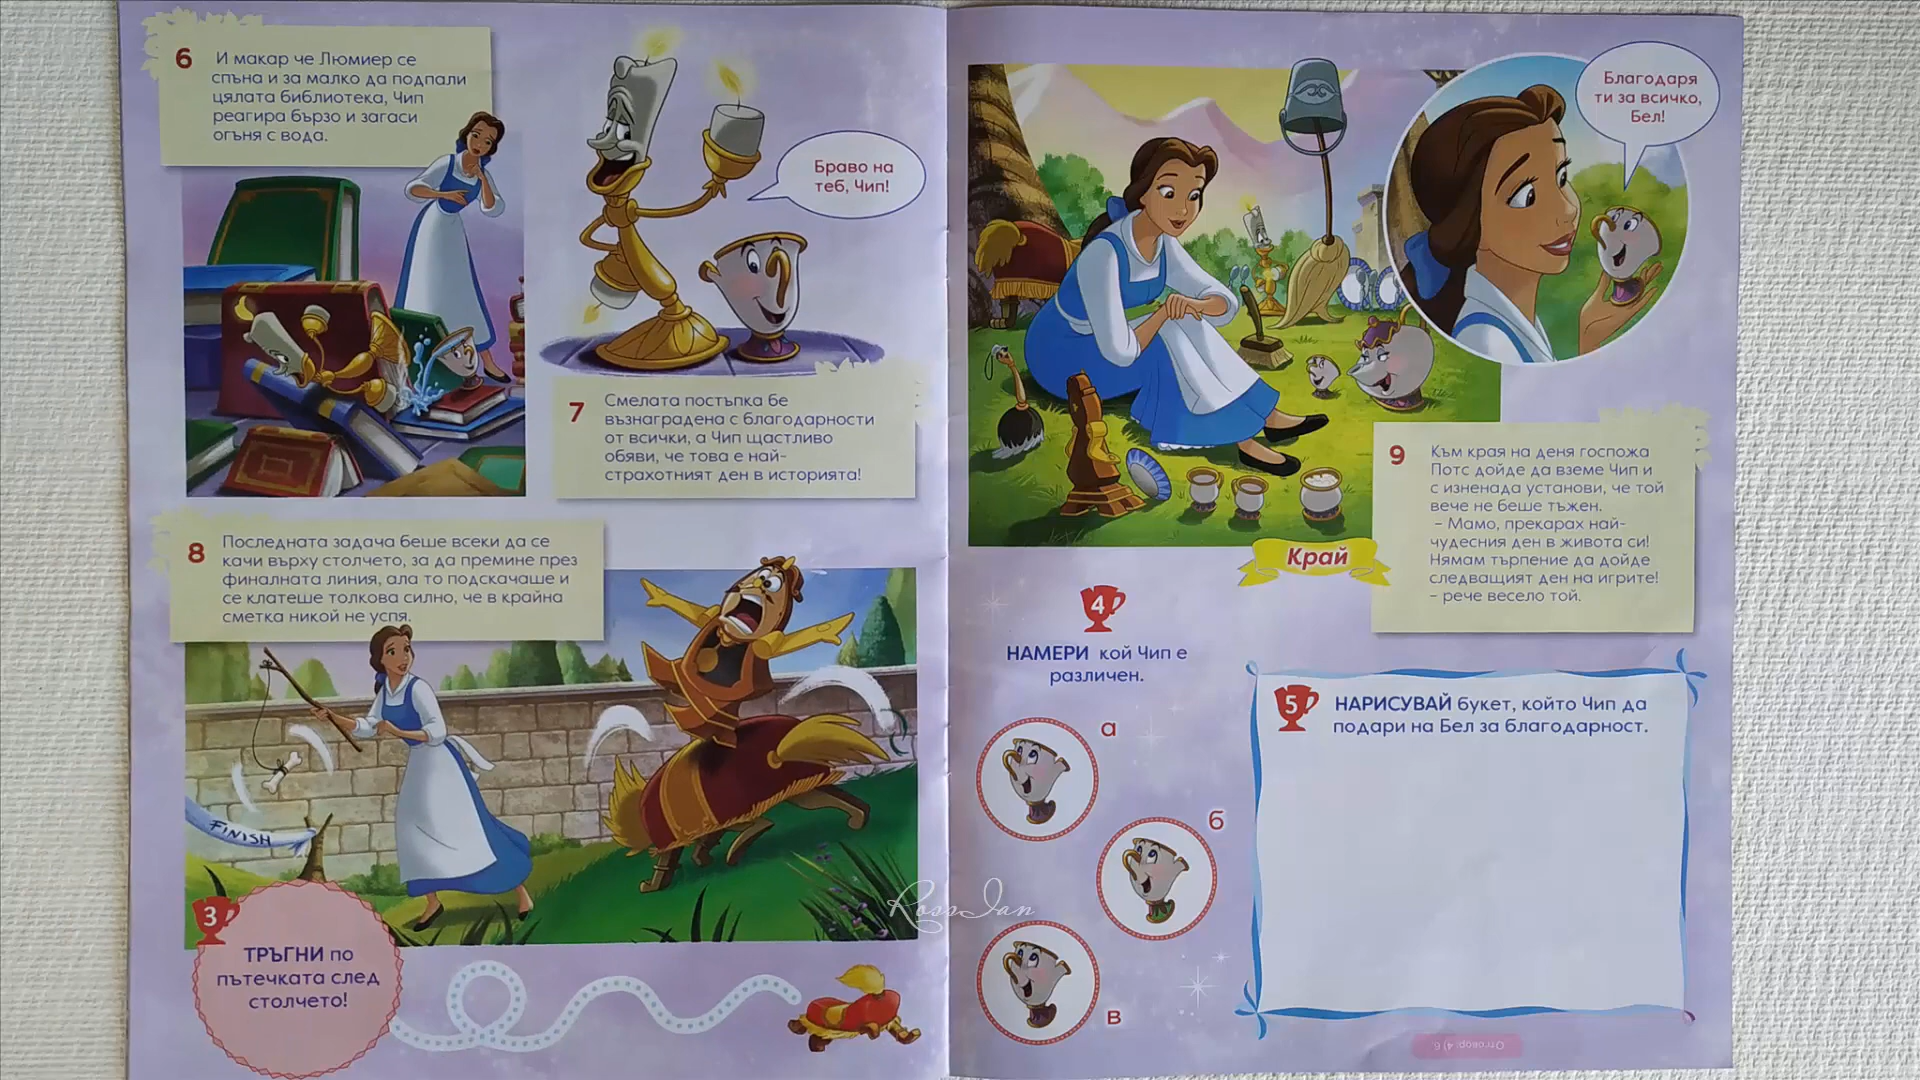 6 И макар че Люмиер се
спъна и за малко да подпали
цялата библиотека, Чип
реагира бързо и загаси
огъня с вода.
Браво на
теб, Чип!
7 Смелата постъпка бе
възнаградена с благодарности
от всички, а Чип щастливо
обяви, че това е най-
страхотният ден в историята!
8 Последната задача беше всеки да се
качи върху столчето, за да премине през
финалната линия, ала то подскачаше и
се клатеше толкова силно, че в крайна
сметка никой не успя.
FINISH
3
ТРЪГНИ по
пътечката след
столчето!
Благодаря
ти за всичко,
Бел!
9 Към края на деня госпожа
Потс дойде да вземе Чип и
с изненада установи, че той
вече не беше тъжен.
– Мамо, прекарах най-
чудесния ден в живота си!
Нямам търпение да дойде
следващият ден на игрите!
– рече весело той.
Край
4
НАМЕРИ кой Чип е
различен.
а
б
в
5 НАРИСУВАЙ букет, който Чип да
подари на Бел за благодарност.
Отговор: 4) б
RossIan